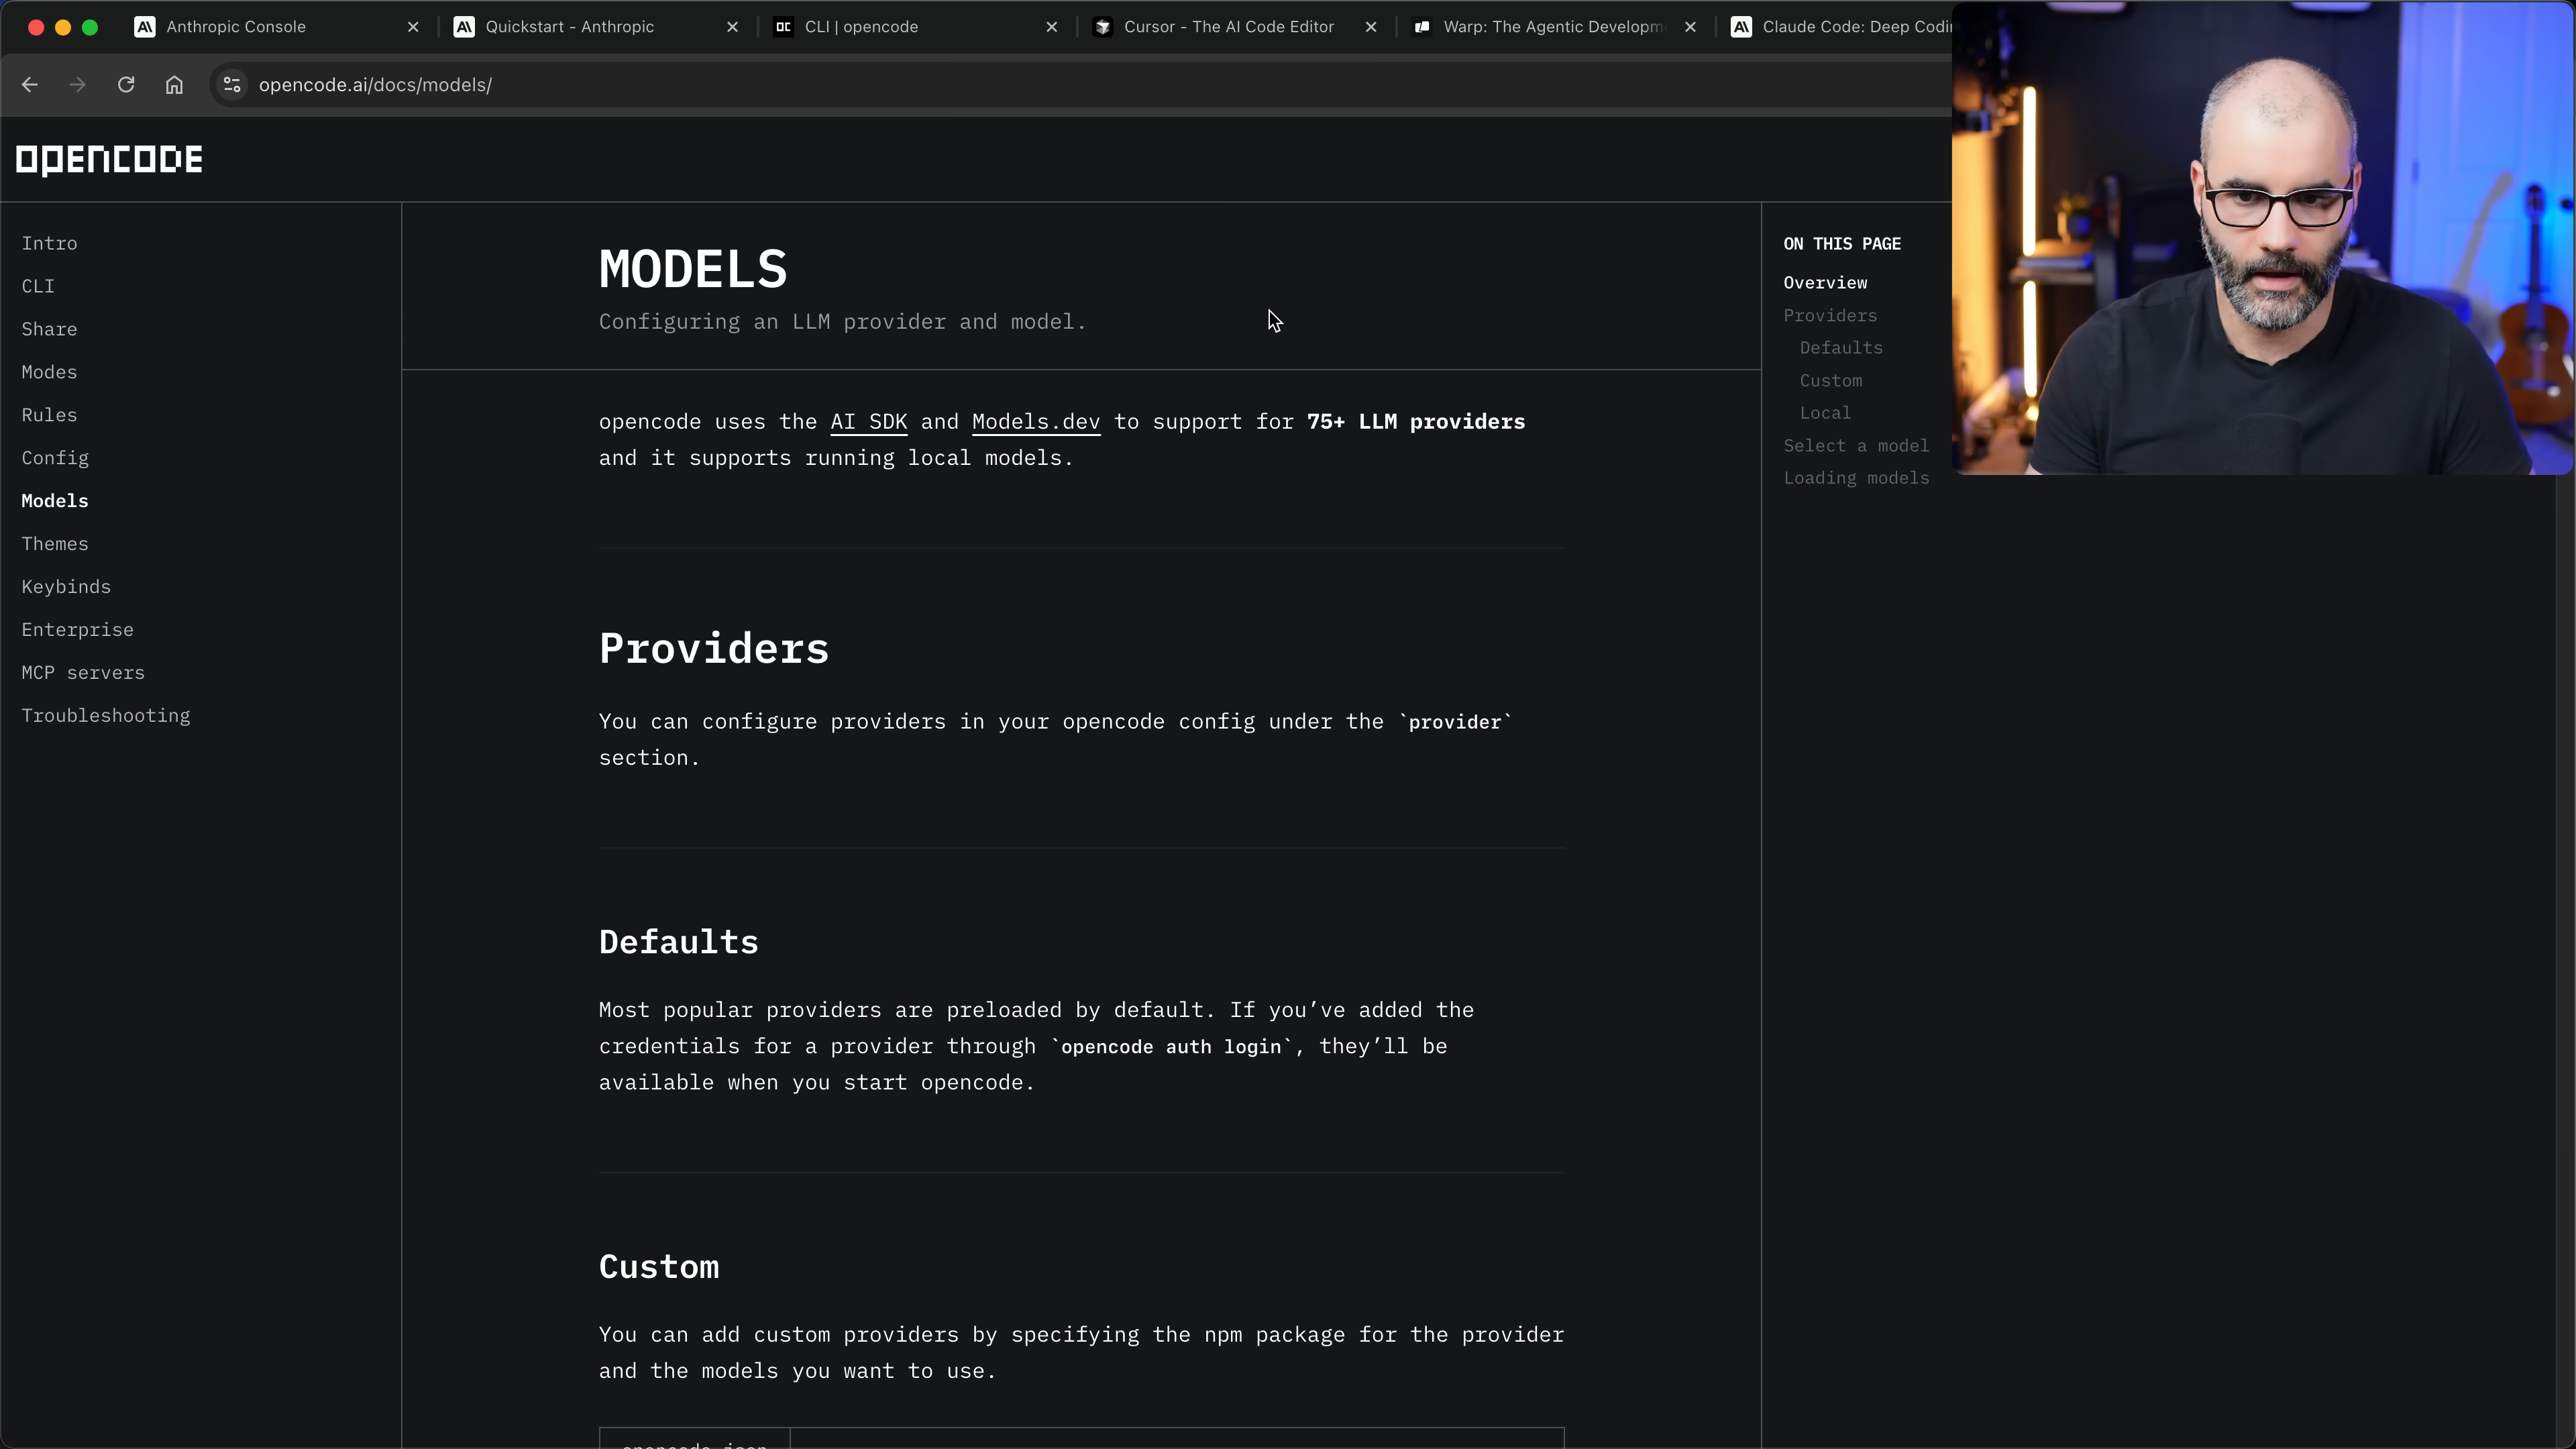 Anthropic Console
Quickstart - Anthropic
CLI | opencode
Cursor - The AI Code Editor
Warp: The Agentic
Claude Code: Deep
opencode.ai/docs/models/
opencode
Intro
CLI
Share
Modes
Rules
Config
Models
Themes
Keybinds
Enterprise
MCP servers
Troubleshooting
MODELS
Configuring an LLM provider and model.
opencode uses the AI SDK and Models.dev to support for 75+ LLM providers
and it supports running local models.
Providers
You can configure providers in your opencode config under the `provider`
section.
Defaults
Most popular providers are preloaded by default. If you’ve added the
credentials for a provider through `opencode auth login`, they’ll be
available when you start opencode.
Custom
You can add custom providers by specifying the npm package for the provider
and the models you want to use.
ON THIS PAGE
Overview
Providers
Defaults
Custom
Local
Select a model
Loading models